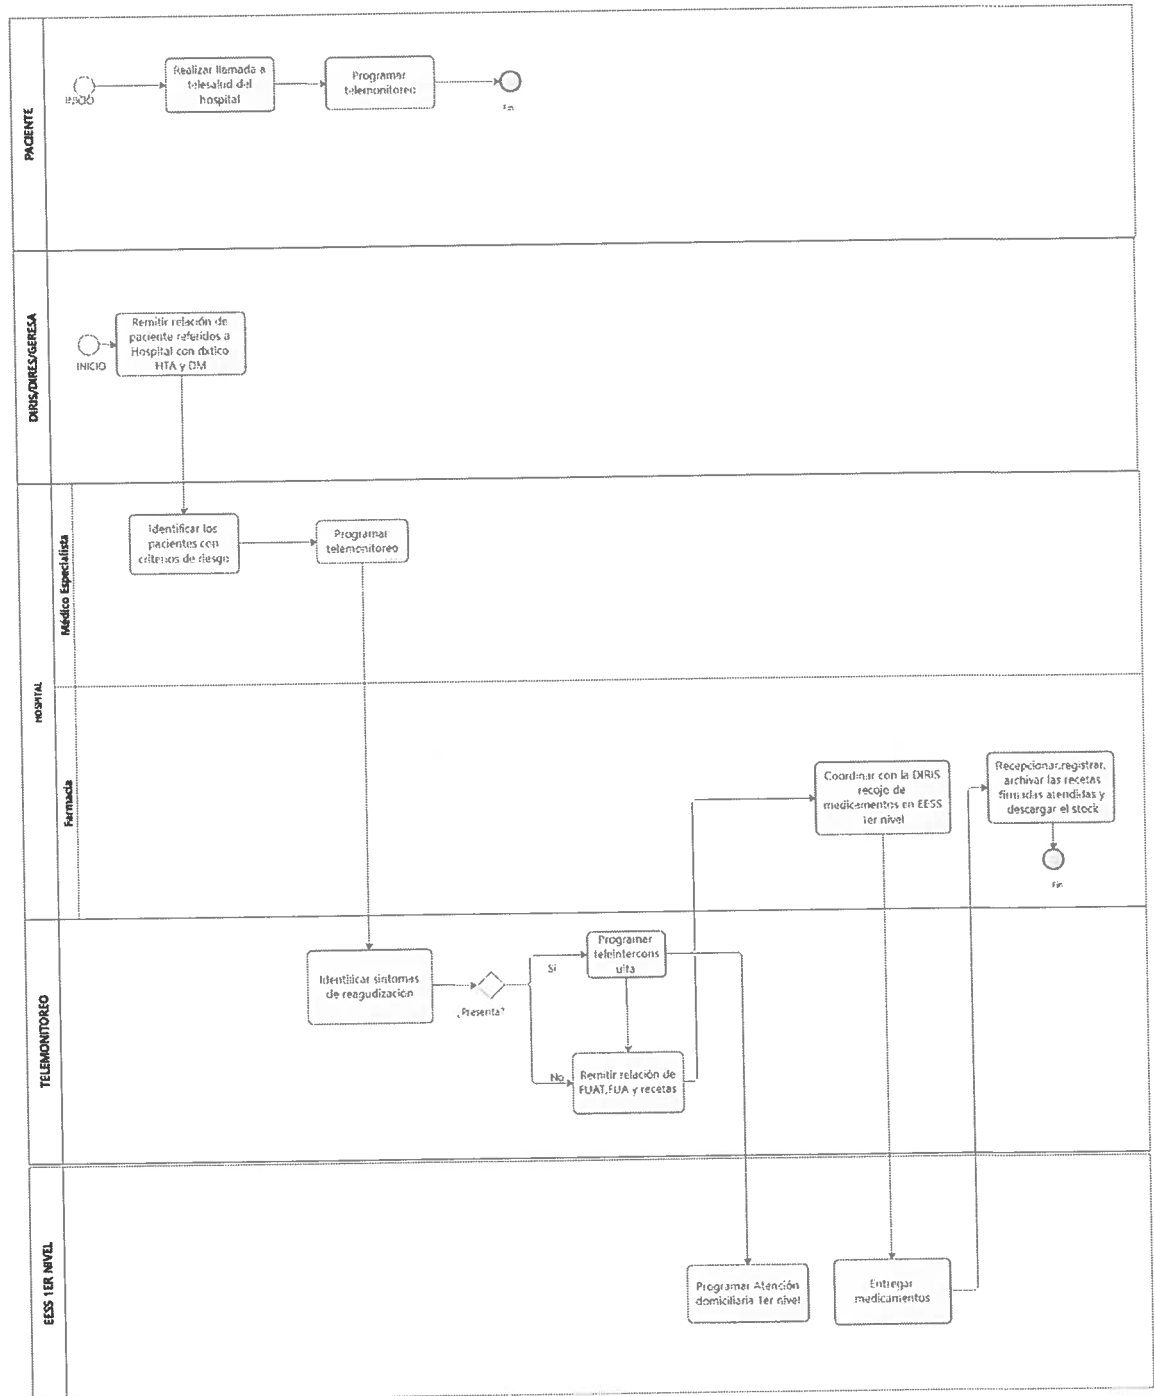 PACIENTE
Realizar llamada a
telesalud del
hospital
Programar
telemonitoreo
Fin
DIRIS/DIRES/GERESA
INICIO
Remitir relación de
paciente referidos a
Hospital con dxtico
HTA y DM
HOSPITAL
Médico Especialista
Identificar los
pacientes con
criterios de riesgo
Programar
telemonitoreo
Farmacia
Coordinar con la DIRIS
recojo de
medicamentos en EESS
1er nivel
Recepcionar,registrar,
archivar las recetas
firmadas atendidas y
descargar el stock
Fin
TELEMONITOREO
Identificar sintomas
de reagudización
¿Presenta?
Si
Programar
teleintercons
ulta
No
Remitir relación de
FUAT,FUA y recetas
EESS 1ER NIVEL
Programar Atención
domiciliaria 1er nivel
Entregar
medicamentos